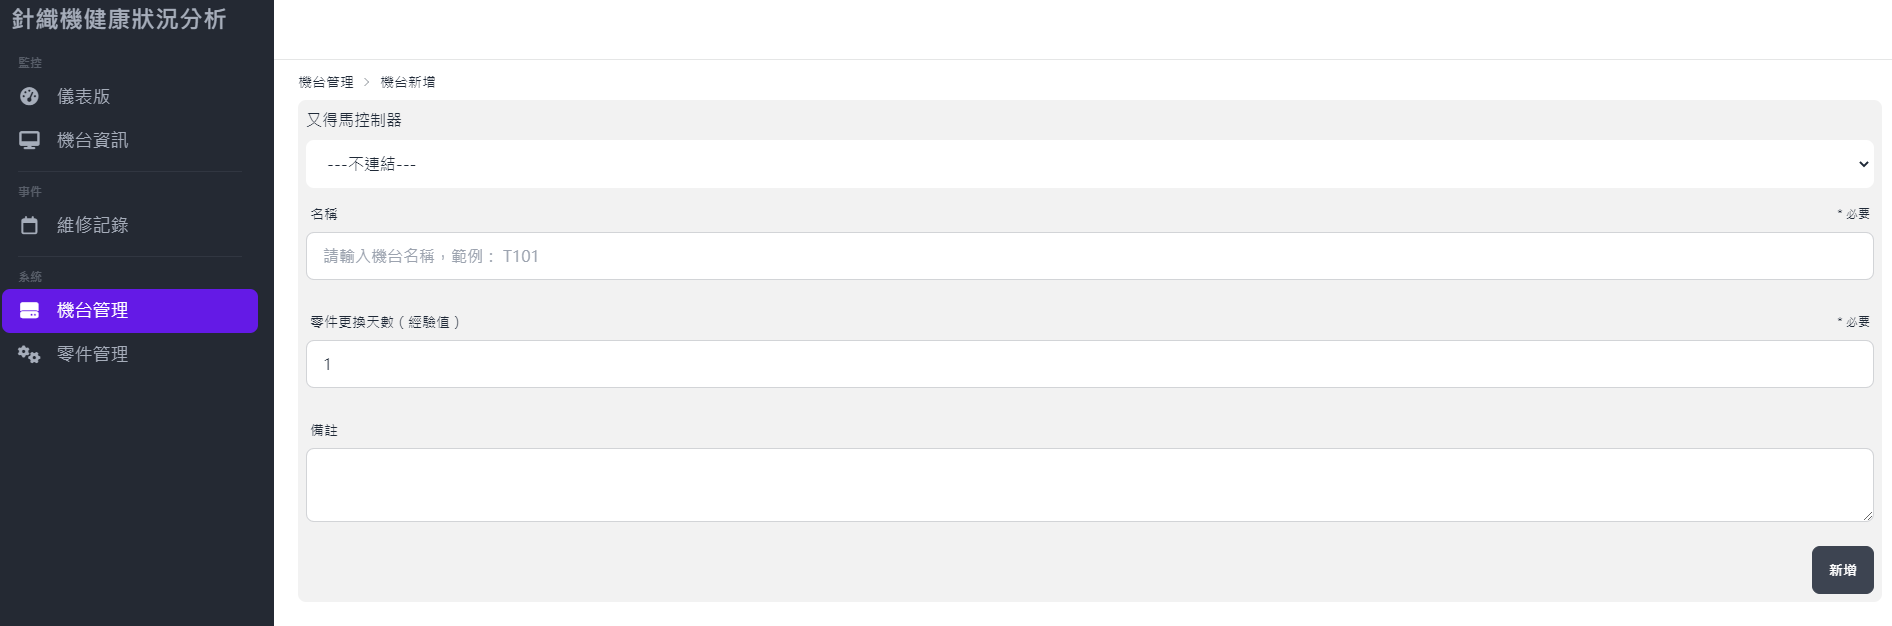 針織機健康狀況分析
監控
儀表版
機台資訊
事件
維修記錄
系統
機台管理
零件管理
機台管理 > 機台新增
又得馬控制器
---不連結---
名稱 * 必要
請輸入機台名稱，範例： T101
零件更換天數 ( 經驗值 ) * 必要
1
備註
新增